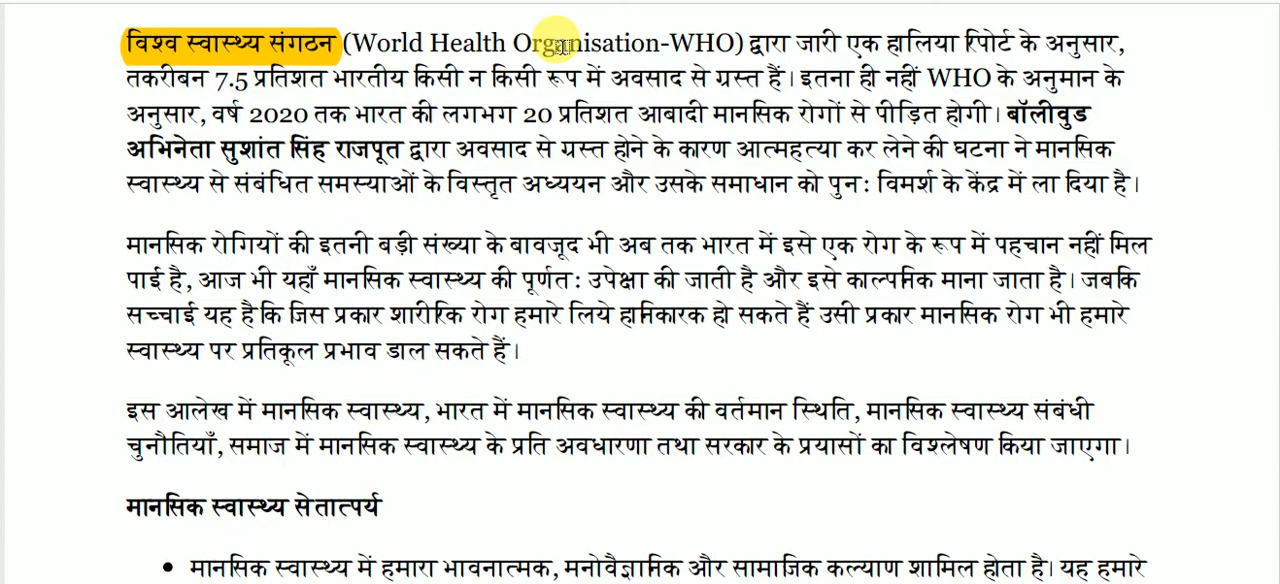 विश्व स्वास्थ्य संगठन (World Health Organisation-WHO) द्वारा जारी एक हालिया रिपोर्ट के अनुसार,
तकरीबन 7.5 प्रतिशत भारतीय किसी न किसी रूप में अवसाद से ग्रस्त हैं। इतना ही नहीं WHO के अनुमान के
अनुसार, वर्ष 2020 तक भारत की लगभग 20 प्रतिशत आबादी मानसिक रोगों से पीड़ित होगी। बॉलीवुड
अभिनेता सुशांत सिंह राजपूत द्वारा अवसाद से ग्रस्त होने के कारण आत्महत्या कर लेने की घटना ने मानसिक
स्वास्थ्य से संबंधित समस्याओं के विस्तृत अध्ययन और उसके समाधान को पुन: विमर्श के केंद्र में ला दिया है।
मानसिक रोगियों की इतनी बड़ी संख्या के बावजूद भी अब तक भारत में इसे एक रोग के रूप में पहचान नहीं मिल
पाई है, आज भी यहाँ मानसिक स्वास्थ्य की पूर्णत: उपेक्षा की जाती है और इसे काल्पनिक माना जाता है। जबकि
सच्चाई यह है कि जिस प्रकार शारीरिक रोग हमारे लिये हानिकारक हो सकते हैं उसी प्रकार मानसिक रोग भी हमारे
स्वास्थ्य पर प्रतिकूल प्रभाव डाल सकते हैं।
इस आलेख में मानसिक स्वास्थ्य, भारत में मानसिक स्वास्थ्य की वर्तमान स्थिति, मानसिक स्वास्थ्य संबंधी
चुनौतियाँ, समाज में मानसिक स्वास्थ्य के प्रति अवधारणा तथा सरकार के प्रयासों का विश्लेषण किया जाएगा।
मानसिक स्वास्थ्य से तात्पर्य
• मानसिक स्वास्थ्य में हमारा भावनात्मक, मनोवैज्ञानिक और सामाजिक कल्याण शामिल होता है। यह हमारे